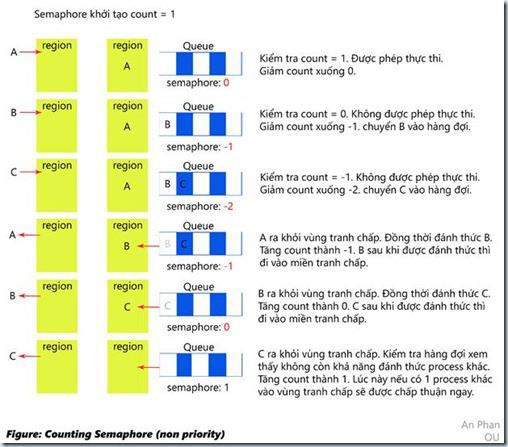 Semaphore khởi tạo count = 1
A
region
region
A
Queue
semaphore: 0
Kiểm tra count = 1. Được phép thực thi.
Giảm count xuống 0.
B
region
region
A
Queue
B
semaphore: -1
Kiểm tra count = 0. Không được phép thực thi.
Giảm count xuống -1. chuyển B vào hàng đợi.
C
region
region
A
Queue
B C
semaphore: -2
Kiểm tra count = -1. Không được phép thực thi.
Giảm count xuống -2. chuyển C vào hàng đợi.
A
region
region
B
Queue
B C
semaphore: -1
A ra khỏi vùng tranh chấp. Đồng thời đánh thức B.
Tăng count thành -1. B sau khi được đánh thức thì
đi vào miền tranh chấp.
B
region
region
C
Queue
C
semaphore: 0
B ra khỏi vùng tranh chấp. Đồng thời đánh thức C.
Tăng count thành 0. C sau khi được đánh thức thì
đi vào miền tranh chấp.
C
region
region
Queue
semaphore: 1
C ra khỏi vùng tranh chấp. Kiểm tra hàng đợi xem
thấy không còn khả năng đánh thức process khác.
Tăng count thành 1. Lúc này nếu có 1 process khác
vào vùng tranh chấp sẽ được chấp thuận ngay.
Figure: Counting Semaphore (non priority)
An Phan
OU